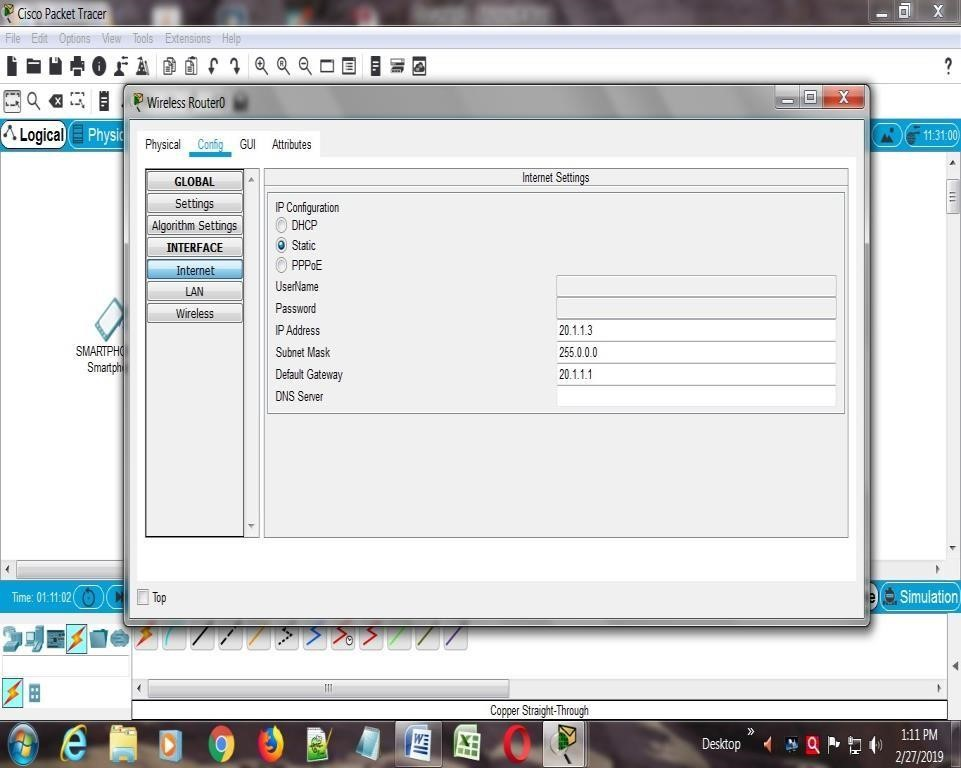 Cisco Packet Tracer
File Edit Options View Tools Extensions Help
Wireless Router0
Logical
Physic
11:31:00
Physical Config GUI Attributes
GLOBAL
Settings
Algorithm Settings
INTERFACE
Internet
LAN
Wireless
Internet Settings
IP Configuration
DHCP
Static
PPPoE
UserName
Password
IP Address 20.1.1.3
Subnet Mask 255.0.0.0
Default Gateway 20.1.1.1
DNS Server
SMARTPHO
Smartpho
Top
Time: 01:11:02
e
Simulation
Copper Straight-Through
Desktop
1:11 PM
2/27/2019